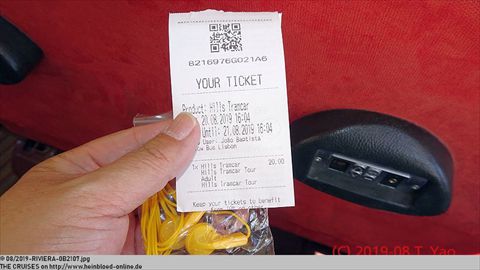 8216976G021A6
YOUR TICKET
Product: Hills Tramcar
20.08.2019 16:04
Until: 21.08.2019 16:04
User: João Baptista
Bus Lisbon
1x Hills Tramcar 20.00
Hills Tramcar Tour
Adult
Hills Tramcar Tour
Keep your tickets to benefit
(C) 2019-08 T. Yao
@ 08/2019-RIVIERA-0B2107.jpg
THE CRUISES on http://www.heinbloed-online.de